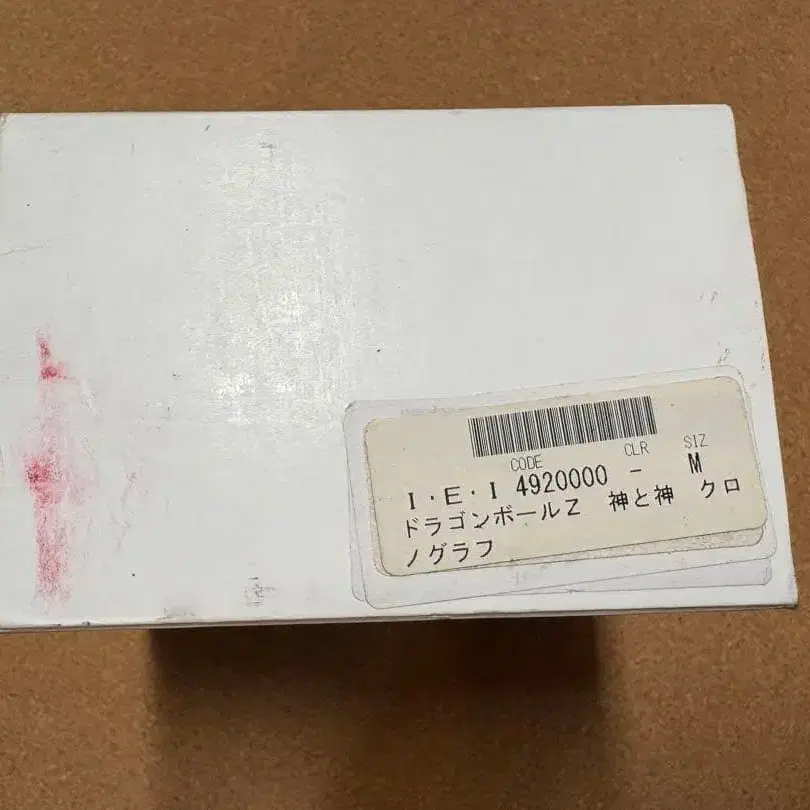 CODE CLR SIZ
I・E・I 4920000 - M
ドラゴンボールZ 神と神 クロ
ノグラフ